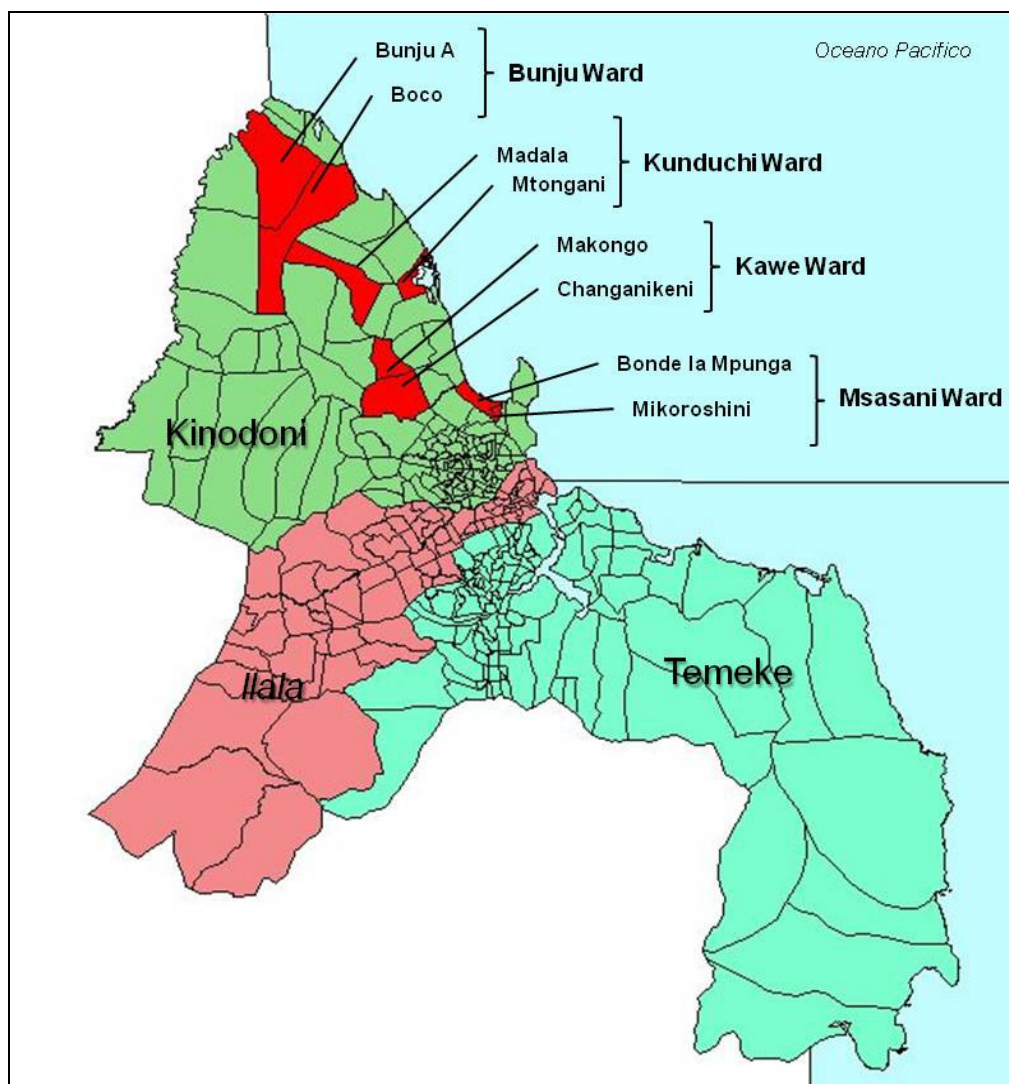 Oceano Pacifico
Bunju A
Boco
Bunju Ward
Madala
Mtongani
Kunduchi Ward
Makongo
Changanikeni
Kawe Ward
Bonde la Mpunga
Mikoroshini
Msasani Ward
Kinodoni
Ilala
Temeke